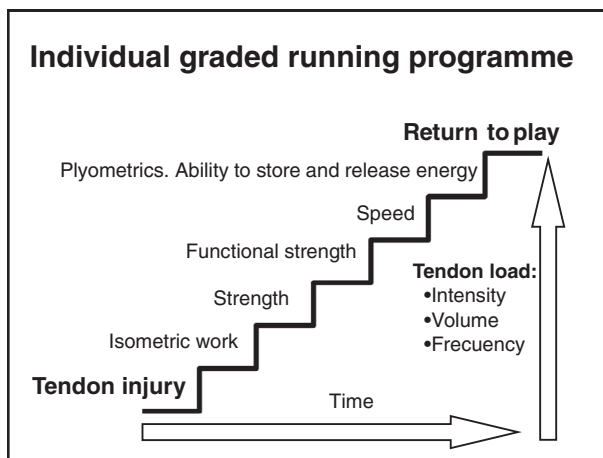 Individual graded running programme
Return to play
Plyometrics. Ability to store and release energy
Speed
Functional strength
Tendon load:
•Intensity
•Volume
•Frecuency
Strength
Isometric work
Tendon injury
Time